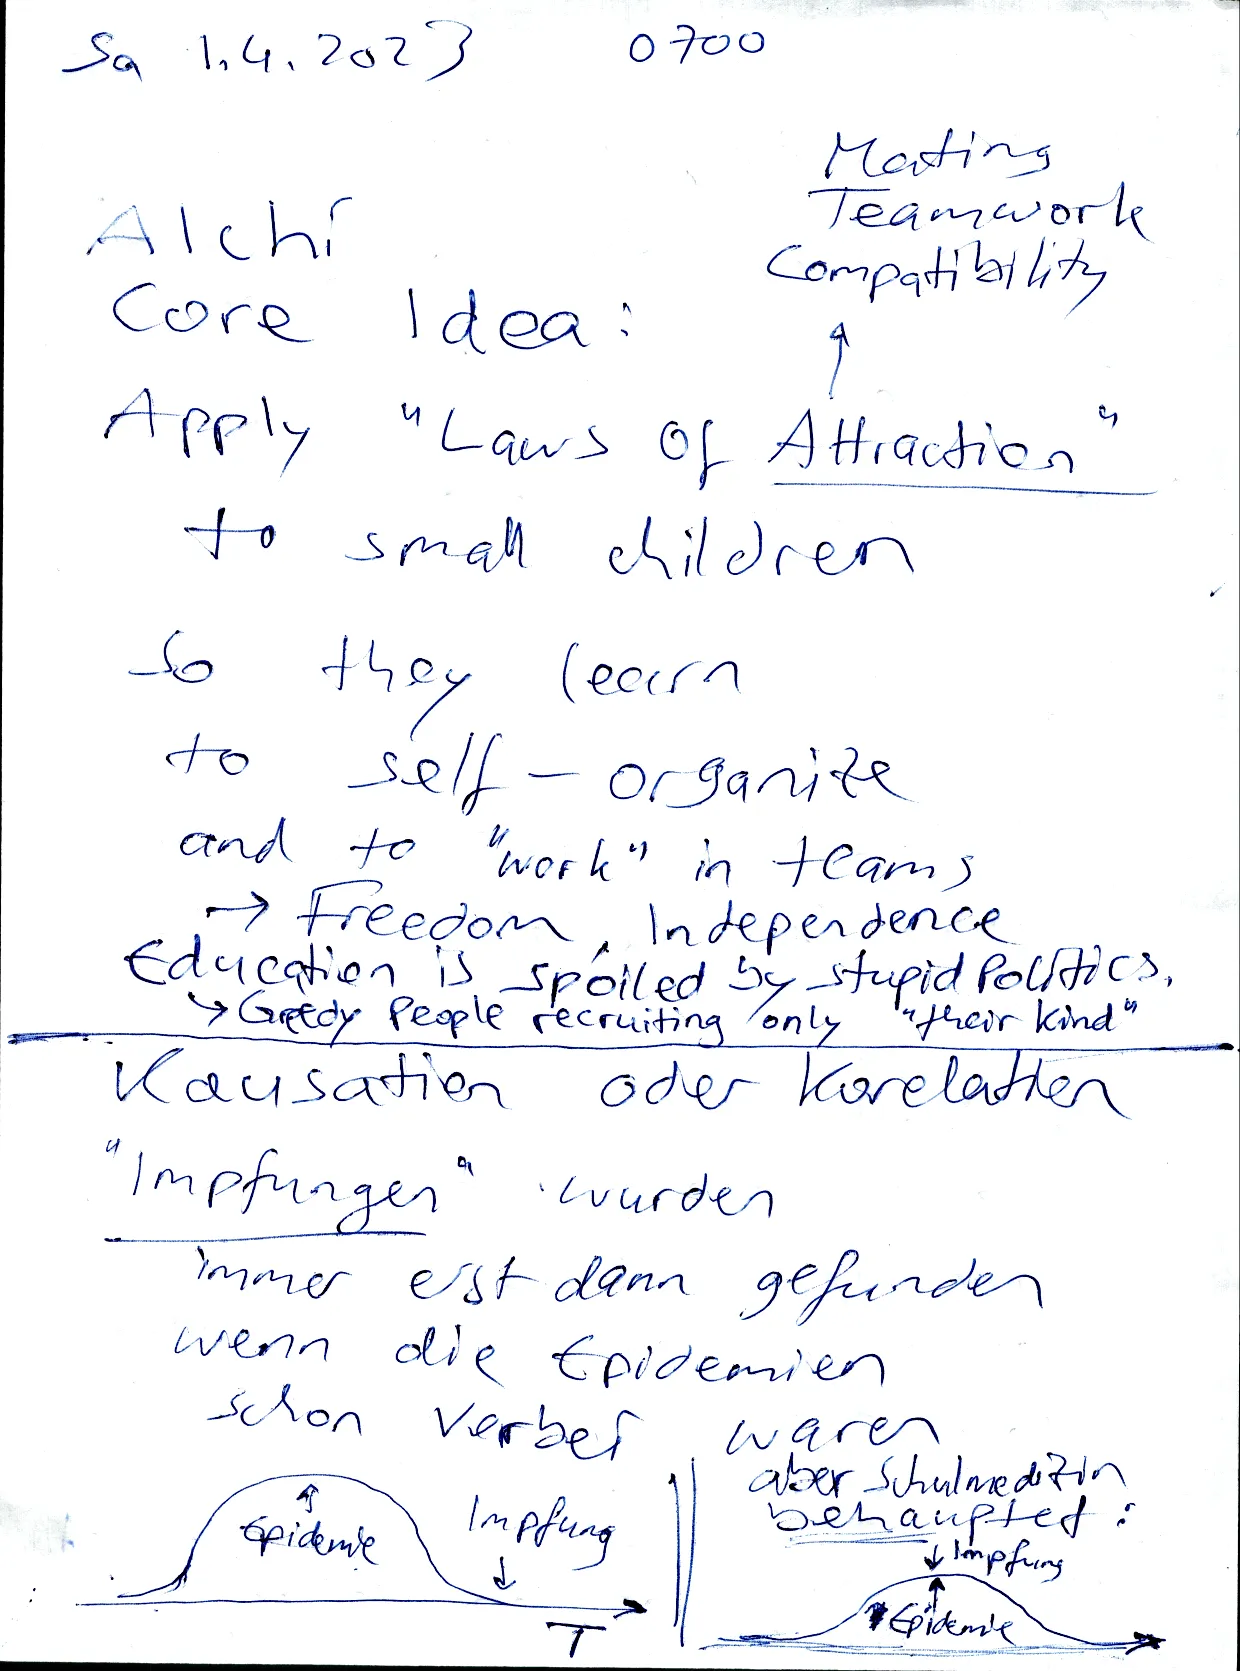 Sa 1.4.2023 0700
Mating
Teamwork
Compatibility
AIchi
Core Idea:
Apply "Laws of Attraction"
to small children
so they learn
to self-organize
and to "work" in teams
→ Freedom, Independence
Education is spoiled by stupid Politics.
↳ Greedy People recruiting only "their kind"
Kausation oder Korelation
"Impfungen" wurden
immer erst dann gefunden
wenn die Epidemien
schon verbei waren
Epidemie
Impfung
T
aber Schulmedizin
behauptet:
Impfung
Epidemie